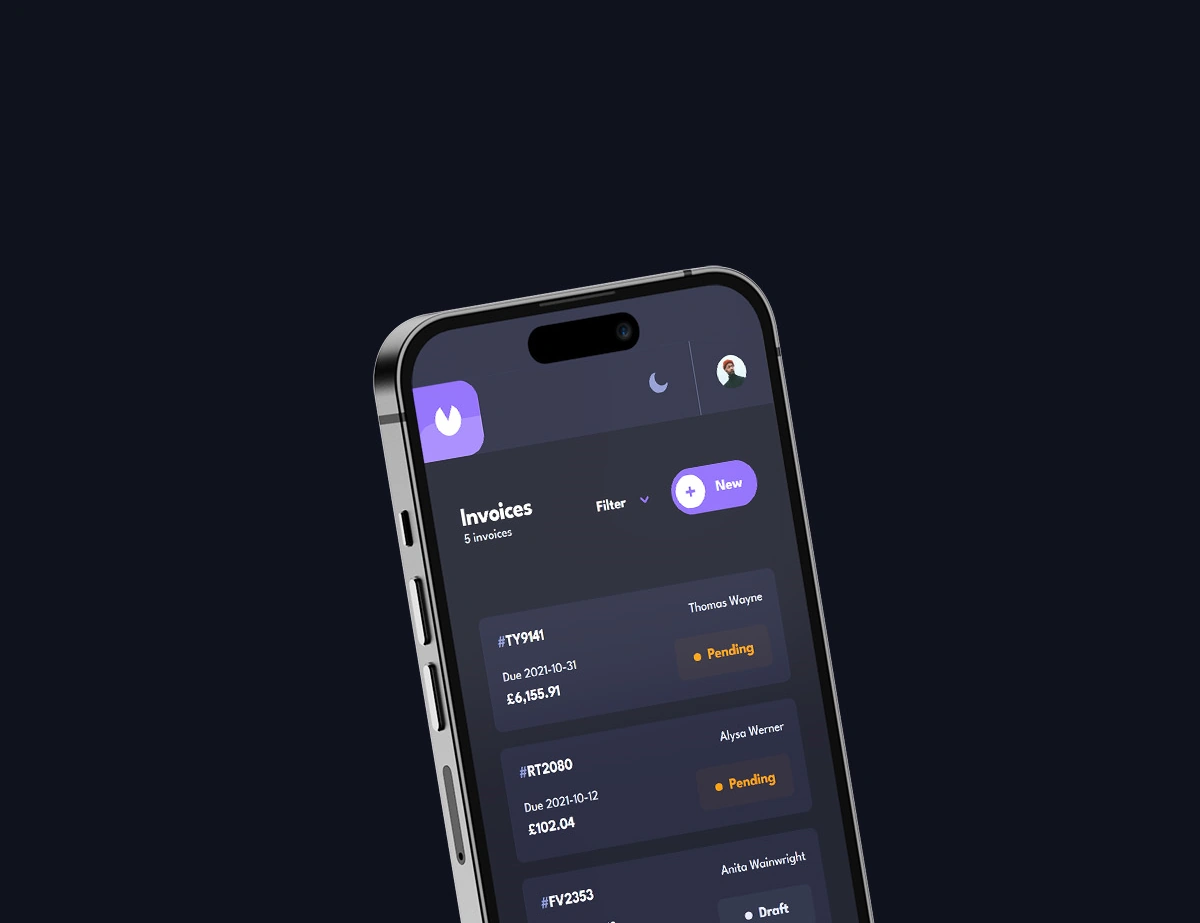 Invoices
5 invoices
Filter
New
#TY9141
Thomas Wayne
Due 2021-10-31
£6,155.91
Pending
#RT2080
Alysa Werner
Due 2021-10-12
£102.04
Pending
#FV2353
Anita Wainwright
Draft